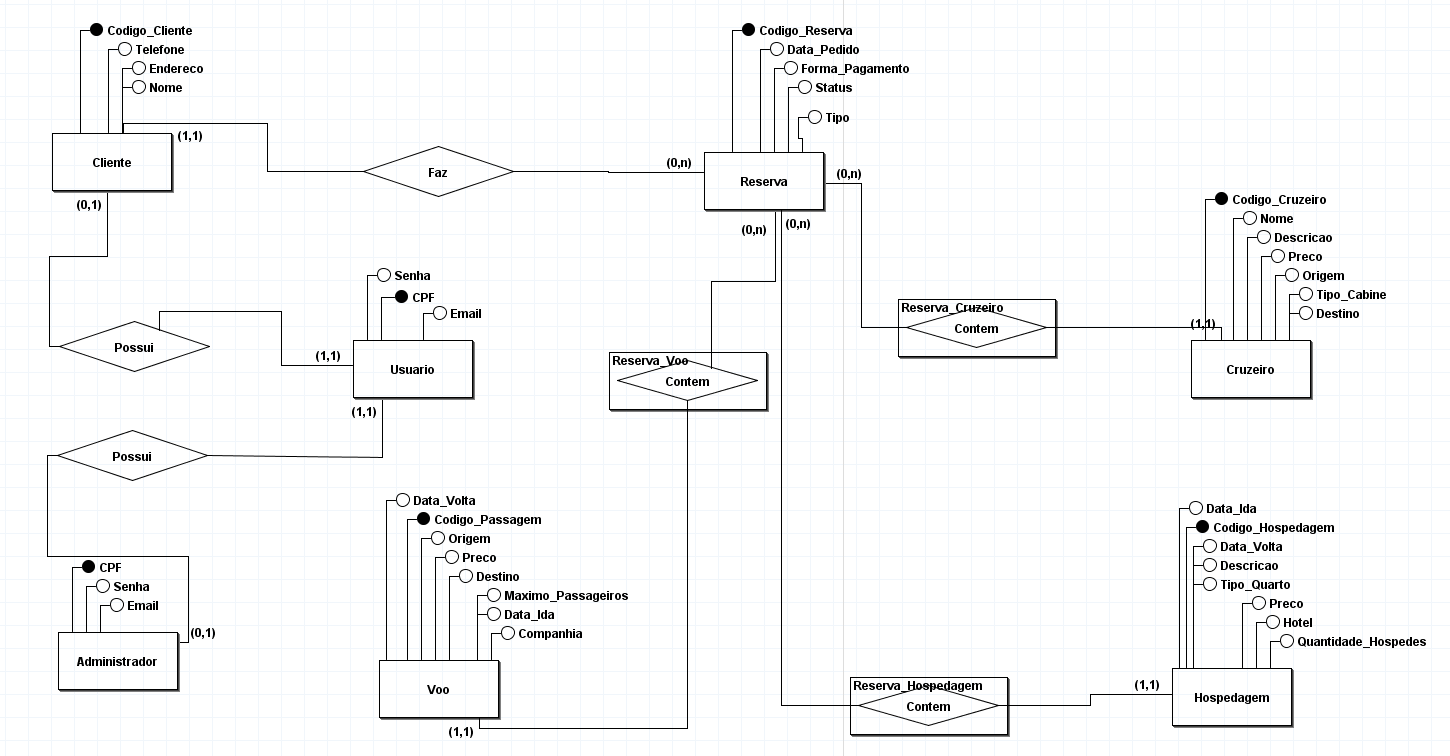 Codigo_Cliente
Telefone
Endereco
Nome
(1,1)
Cliente
(0,1)
Faz
(0,n)
Codigo_Reserva
Data_Pedido
Forma_Pagamento
Status
Tipo
Reserva
(0,n)
(0,n)
(0,n)
Codigo_Cruzeiro
Nome
Descricao
Preco
Origem
Tipo_Cabine
Destino
(1,1)
Cruzeiro
Reserva_Cruzeiro
Contem
Senha
CPF
Email
(1,1)
Usuario
(1,1)
Possui
Possui
Reserva_Voo
Contem
CPF
Senha
Email
(0,1)
Administrador
Data_Volta
Codigo_Passagem
Origem
Preco
Destino
Maximo_Passageiros
Data_Ida
Companhia
Voo
(1,1)
Reserva_Hospedagem
Contem
(1,1)
Data_Ida
Codigo_Hospedagem
Data_Volta
Descricao
Tipo_Quarto
Preco
Hotel
Quantidade_Hospedes
Hospedagem